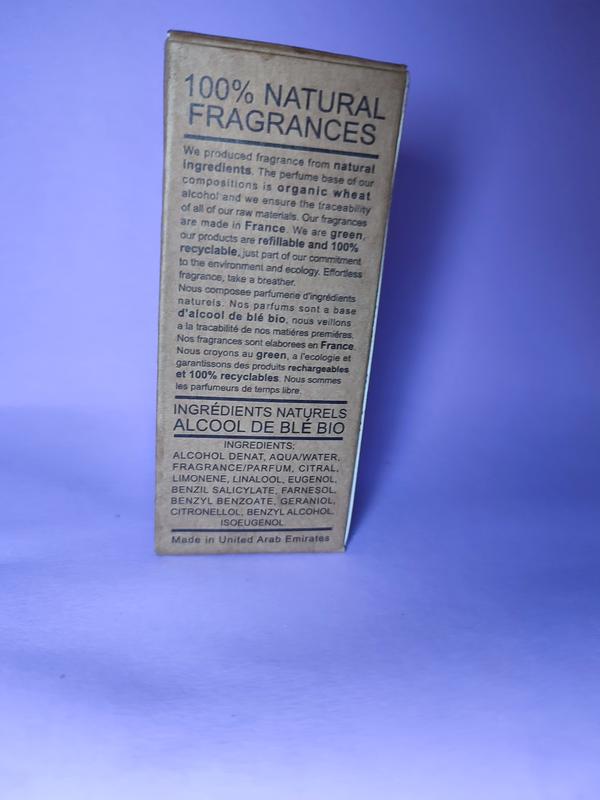 100% NATURAL
FRAGRANCES
We produced fragrance from natural
ingredients. The perfume base of our
compositions is organic wheat
alcohol and we ensure the traceability
of all of our raw materials. Our fragrances
are made in France. We are green,
our products are refillable and 100%
recyclable, just part of our commitment
to the environment and ecology. Effortless
fragrance, take a breather.
Nous composee parfumerie d'ingrédients
naturels. Nos parfums sont a base
d'alcool de blé bio, nous veillons
a la tracabilité de nos matiéres premiéres.
Nos fragrances sont elaborees en France.
Nous croyons au green, a l'ecologie et
garantissons des produits rechargeables
et 100% recyclables. Nous sommes
les parfumeurs de temps libre.
INGRÉDIENTS NATURELS
ALCOOL DE BLÉ BIO
INGREDIENTS:
ALCOHOL DENAT, AQUA/WATER,
FRAGRANCE/PARFUM, CITRAL,
LIMONENE, LINALOOL, EUGENOL,
BENZIL SALICYLATE, FARNESOL,
BENZYL BENZOATE, GERANIOL,
CITRONELLOL, BENZYL ALCOHOL,
ISOEUGENOL
Made in United Arab Emirates